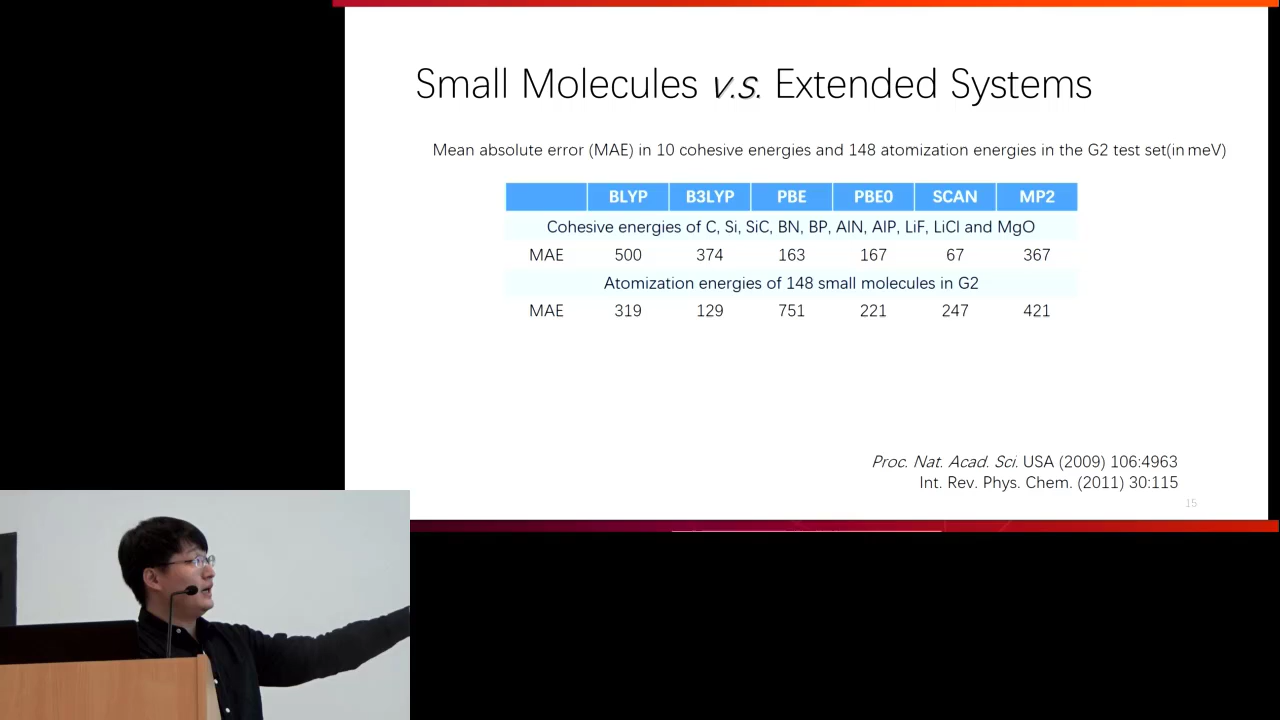 Small Molecules v.s. Extended Systems
Mean absolute error (MAE) in 10 cohesive energies and 148 atomization energies in the G2 test set(in meV)
BLYP B3LYP PBE PBE0 SCAN MP2
Cohesive energies of C, Si, SiC, BN, BP, AlN, AlP, LiF, LiCl and MgO
MAE 500 374 163 167 67 367
Atomization energies of 148 small molecules in G2
MAE 319 129 751 221 247 421
Proc. Nat. Acad. Sci. USA (2009) 106:4963
Int. Rev. Phys. Chem. (2011) 30:115
15